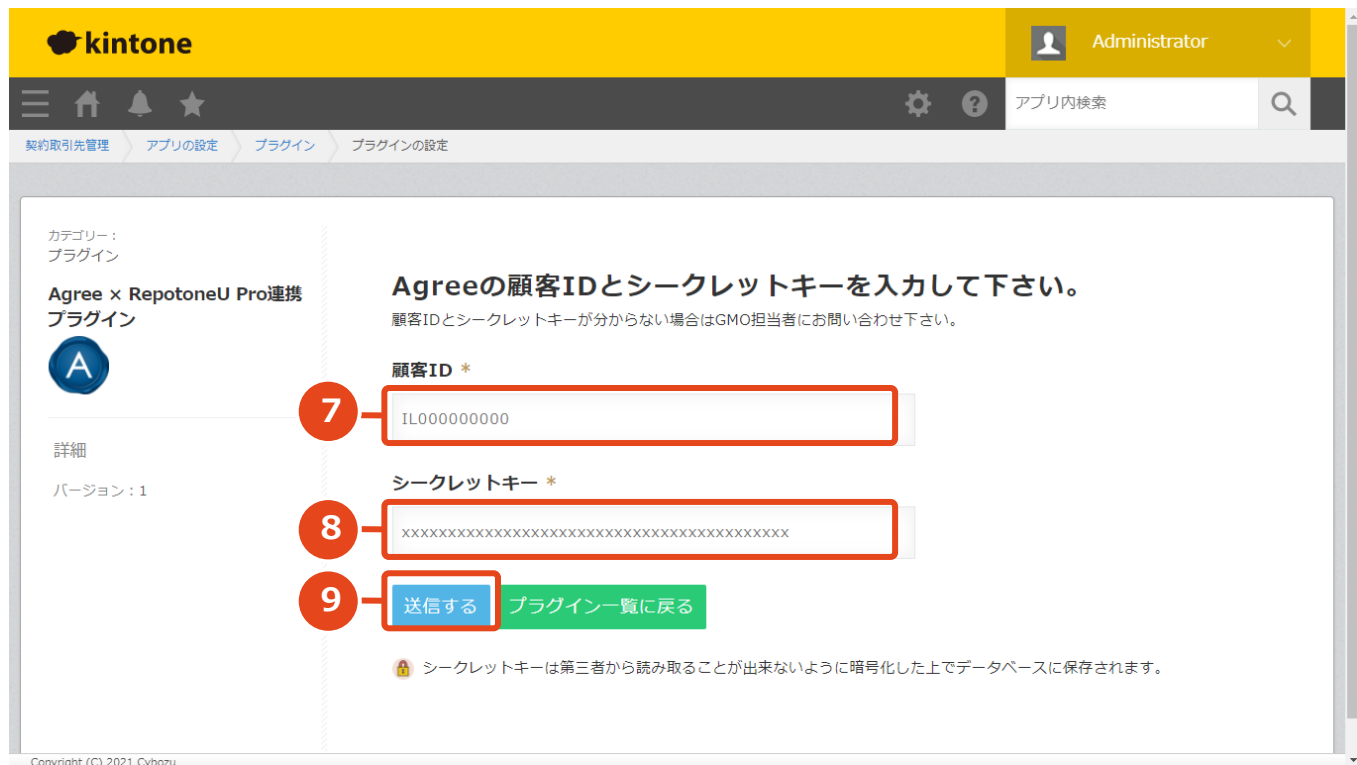 kintone
Administrator
アプリ内検索
契約取引先管理 アプリの設定 プラグイン プラグインの設定
カテゴリー：
プラグイン
Agree × RepotoneU Pro連携
プラグイン
A
詳細
バージョン：1
Agreeの顧客IDとシークレットキーを入力して下さい。
顧客IDとシークレットキーが分からない場合はGMO担当者にお問い合わせ下さい。
顧客ID *
7
IL000000000
シークレットキー *
8
xxxxxxxxxxxxxxxxxxxxxxxxxxxxxxxxxxxxxxxxxx
9
送信する プラグイン一覧に戻る
シークレットキーは第三者から読み取ることが出来ないように暗号化した上でデータベースに保存されます。
Copyright (C) 2021 Cybozu